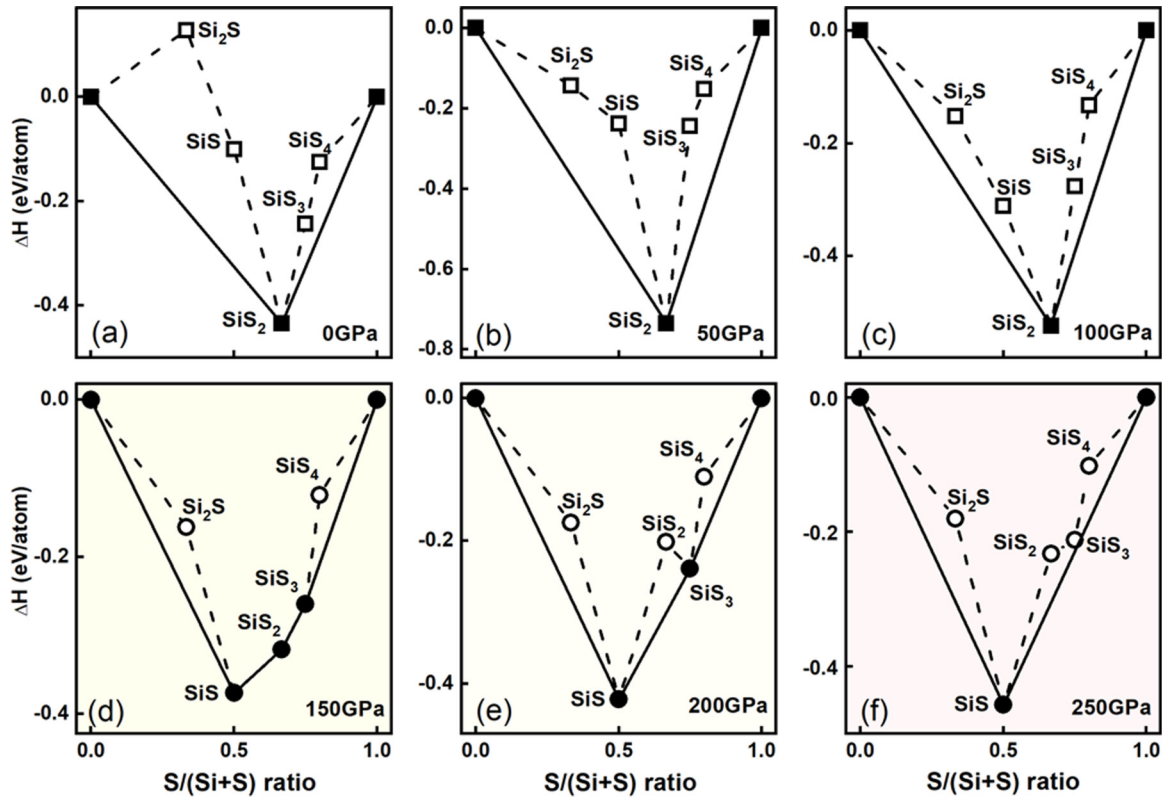 0.0
-0.2
-0.4
ΔH (eV/atom)
Si₂S
SiS
SiS₄
SiS₃
SiS₂
(a)
0GPa
0.0
-0.2
-0.4
-0.6
-0.8
Si₂S
SiS
SiS₄
SiS₃
SiS₂
(b)
50GPa
0.0
-0.2
-0.4
Si₂S
SiS
SiS₄
SiS₃
SiS₂
(c)
100GPa
0.0
-0.2
-0.4
ΔH (eV/atom)
Si₂S
SiS₄
SiS₃
SiS₂
SiS
(d)
150GPa
0.0 0.5 1.0
S/(Si+S) ratio
0.0
-0.2
-0.4
Si₂S
SiS₄
SiS₂
SiS₃
SiS
(e)
200GPa
0.0 0.5 1.0
S/(Si+S) ratio
0.0
-0.2
-0.4
Si₂S
SiS₄
SiS₂
SiS₃
SiS
(f)
250GPa
0.0 0.5 1.0
S/(Si+S) ratio